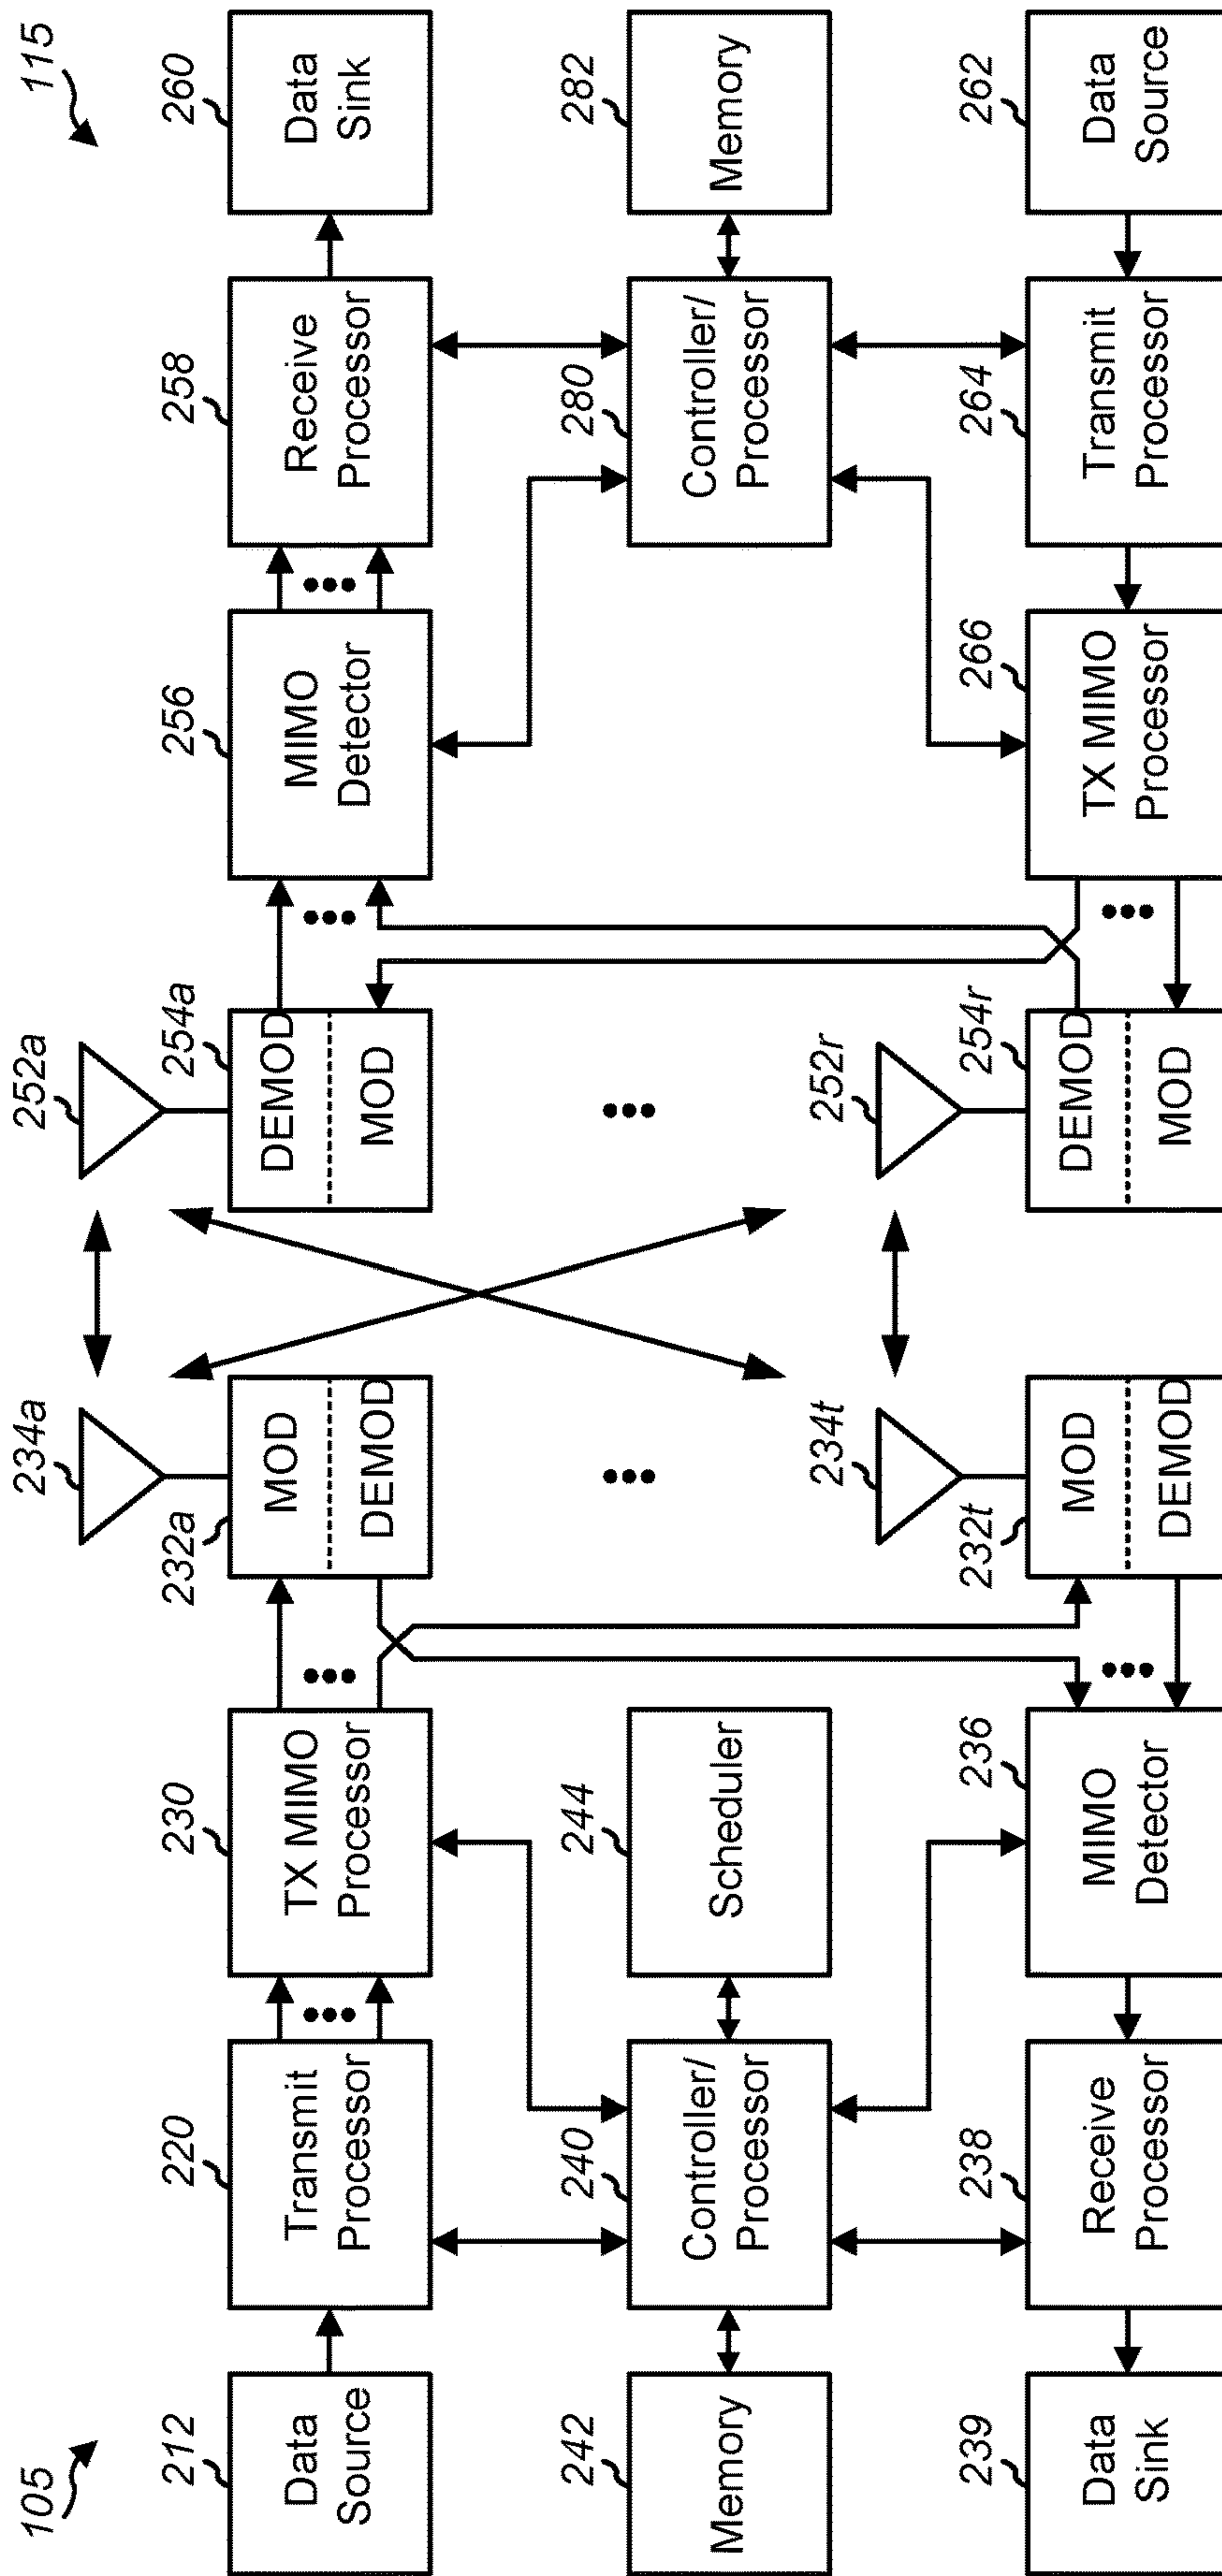 105
115
212
Data
Source
220
Transmit
Processor
230
TX MIMO
Processor
232a
MOD
DEMOD
234a
252a
254a
DEMOD
MOD
256
MIMO
Detector
258
Receive
Processor
260
Data
Sink
242
Memory
240
Controller/
Processor
244
Scheduler
280
Controller/
Processor
282
Memory
239
Data
Sink
238
Receive
Processor
236
MIMO
Detector
232t
MOD
DEMOD
234t
252r
254r
DEMOD
MOD
266
TX MIMO
Processor
264
Transmit
Processor
262
Data
Source